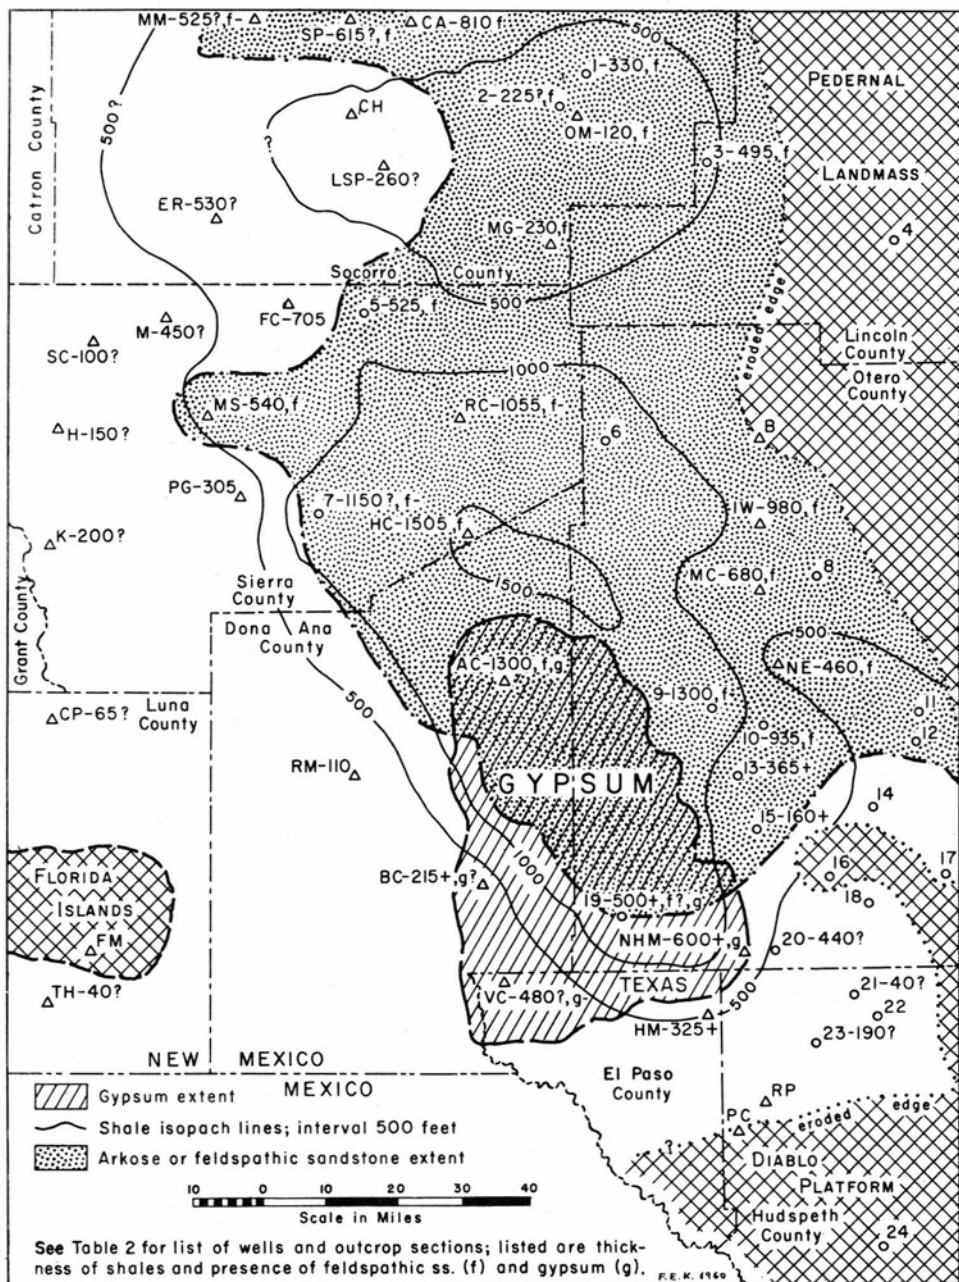 MM-525?,f-
SP-615?,f
CA-810 f
500
1-330,f
PEDERNAL
500?
2-225?,f
Catron County
CH
OM-120,f
?
3-495,f
LANDMASS
LSP-260?
ER-530?
4
MG-230,f
Socorro County
500
eroded edge
5-525,f
FC-705
M-450?
SC-100?
Lincoln County
Otero County
1000
MS-540,f
RC-1055,f-
H-150?
6
B
PG-305
7-1150?,f-
HC-1505,f
IW-980,f
K-200?
MC-680,f
8
Sierra County
1500
Grant County
Dona Ana County
500
AC-1300,f,g
NE-460,f
500
9-1300,f-
11
CP-65?
Luna County
10-935,f
12
RM-110
13-365+
GYPSUM
14
15-160+
FLORIDA ISLANDS
1000
BC-215+,g?
16
17
18
19-500+,f?,g
FM
NHM-600+,g
20-440?
TH-40?
VC-480?,g-
TEXAS
500
21-40?
HM-325+
22
23-190?
NEW MEXICO
MEXICO
El Paso County
RP
PC
eroded edge
?
DIABLO PLATFORM
Hudspeth County
24
Gypsum extent
Shale isopach lines; interval 500 feet
Arkose or feldspathic sandstone extent
10 0 10 20 30 40
Scale in Miles
See Table 2 for list of wells and outcrop sections; listed are thick-
ness of shales and presence of feldspathic ss. (f) and gypsum (g).
F.E.K. 1960